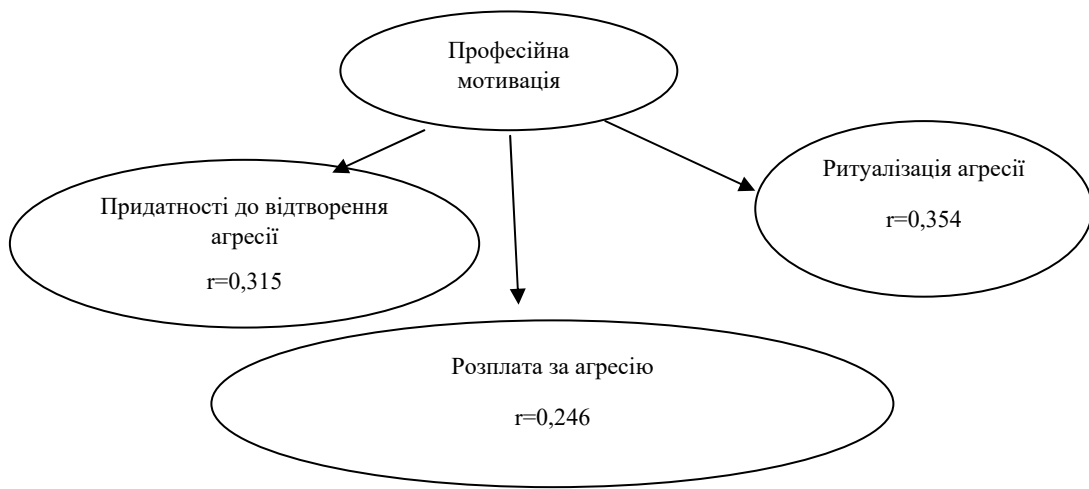 Професійна
мотивація
Придатності до відтворення
агресії
r=0,315
Ритуалізація агресії
r=0,354
Розплата за агресію
r=0,246